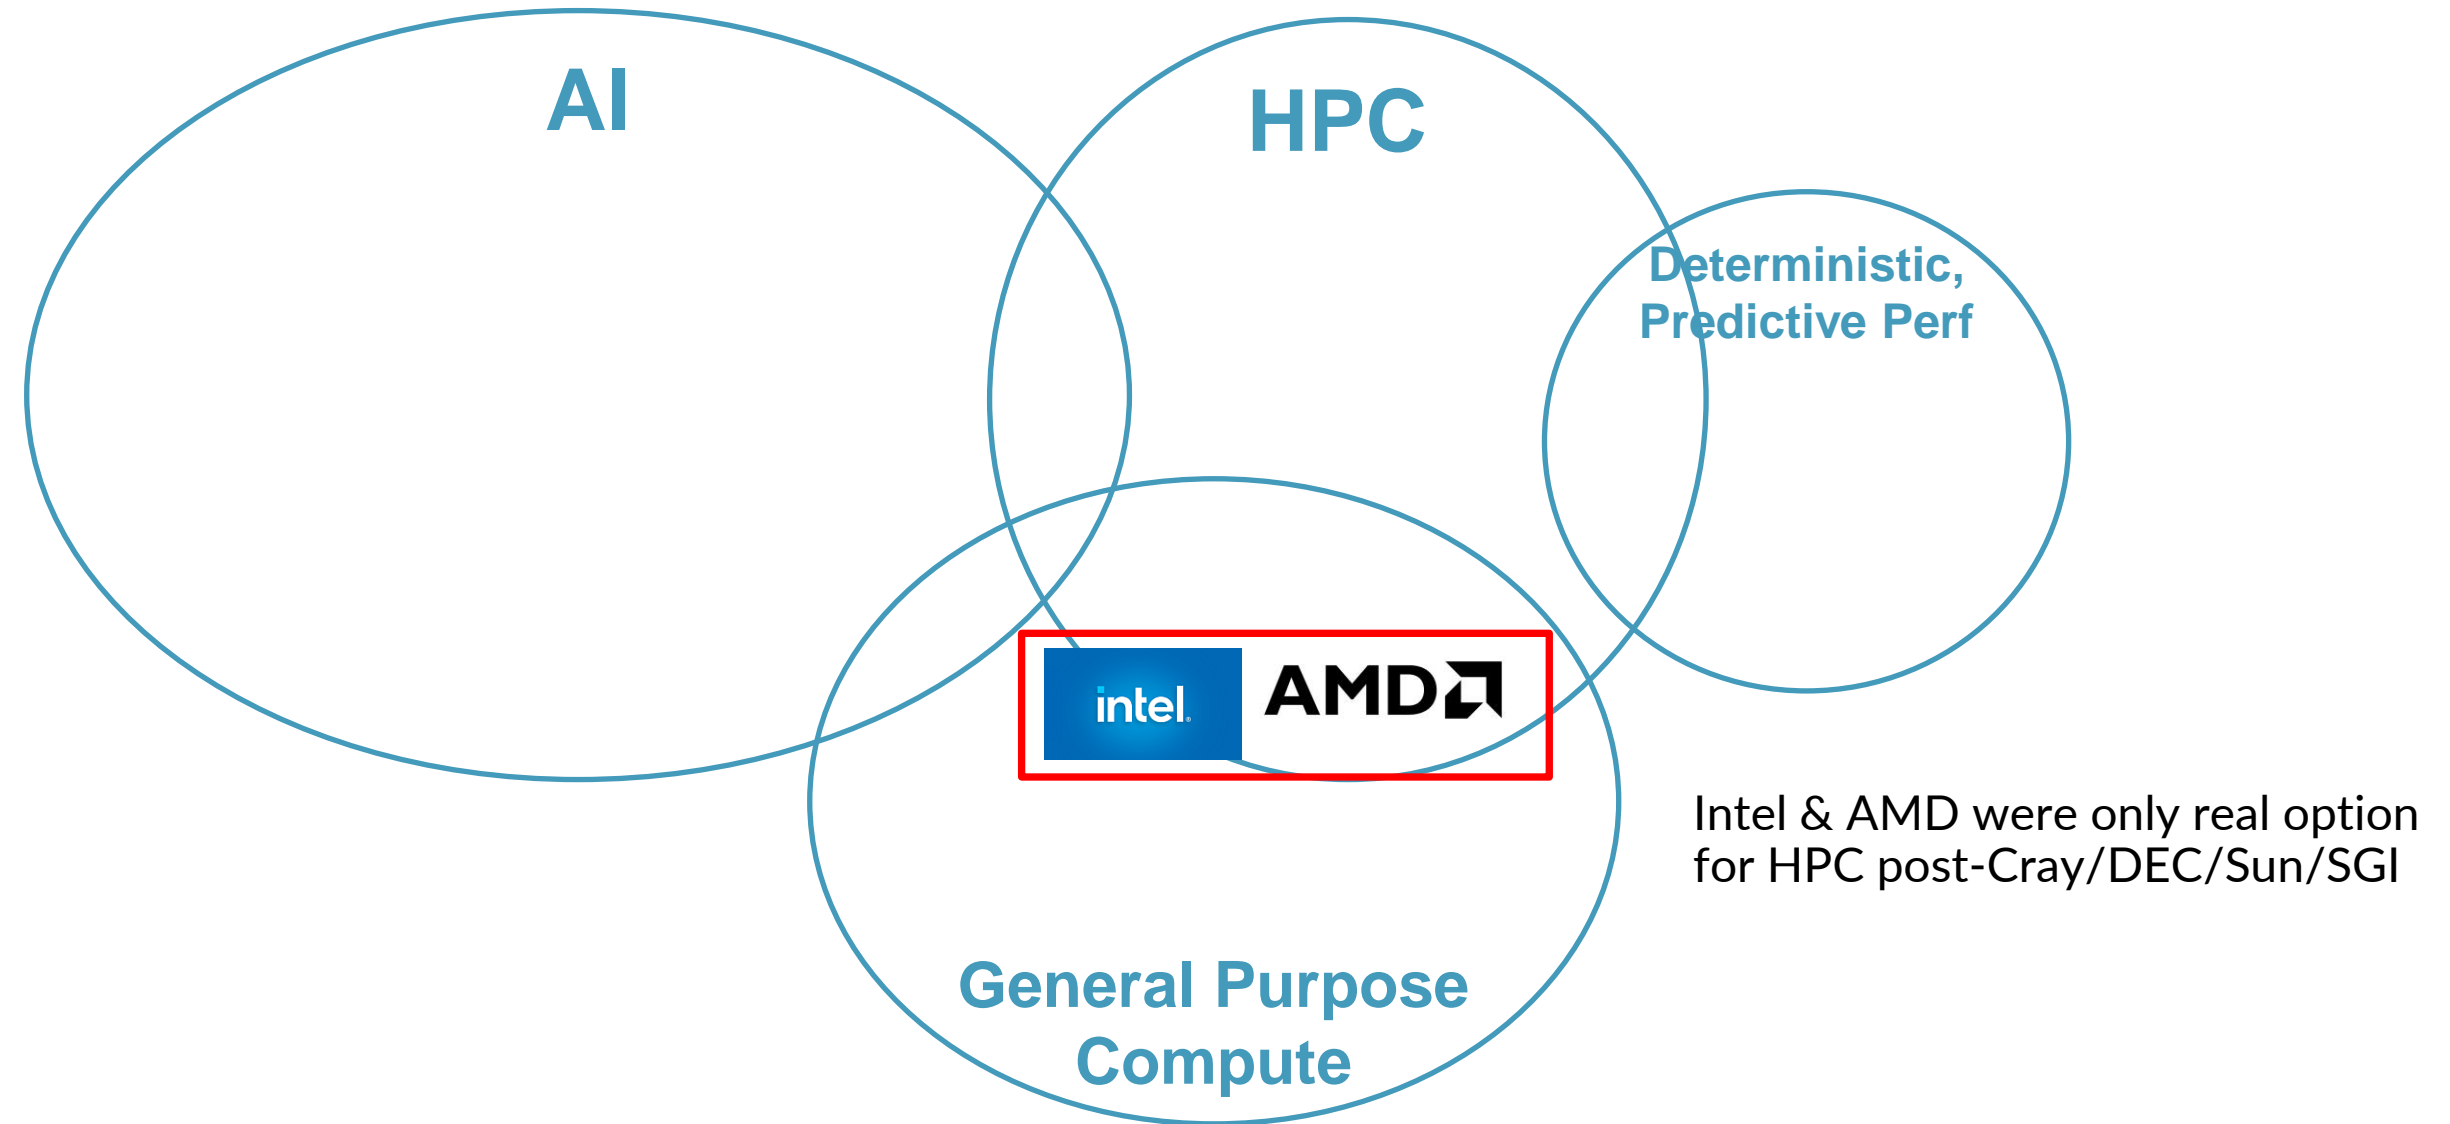 AI
HPC
Deterministic,
Predictive Perf
intel.
AMD
Intel & AMD were only real option
for HPC post-Cray/DEC/Sun/SGI
General Purpose
Compute